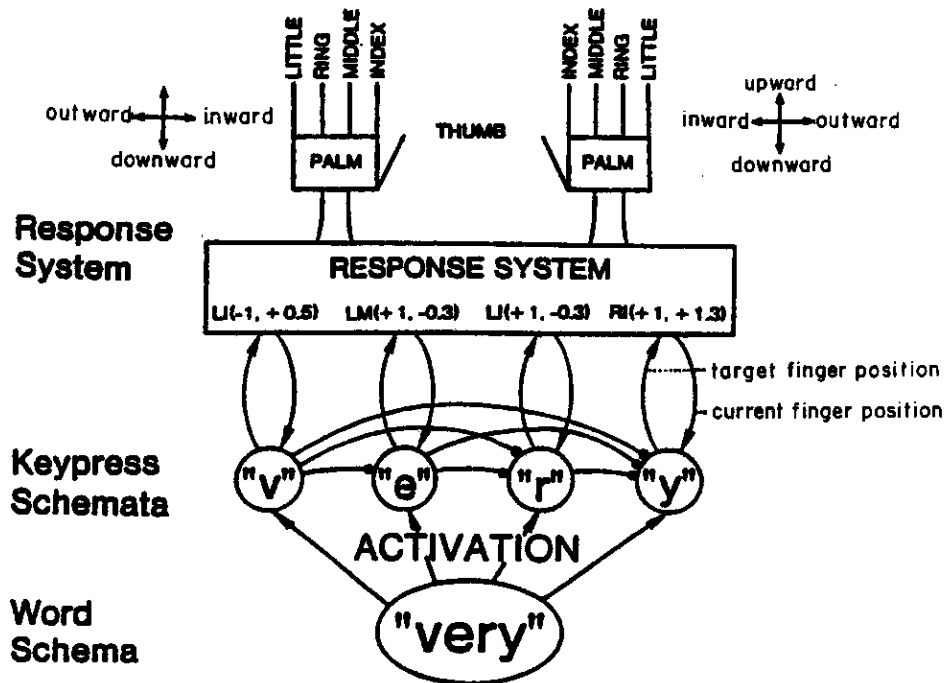 LITTLE RING MIDDLE INDEX
INDEX MIDDLE RING LITTLE
upward
outward inward
THUMB
inward outward
downward
PALM
PALM
downward
Response
System
RESPONSE SYSTEM
LI(-1, +0.5) LM(+1, -0.3) LI(+1, -0.3) RI(+1, +1.3)
target finger position
current finger position
Keypress
Schemata
"v" "e" "r" "y"
ACTIVATION
Word
Schema
"very"